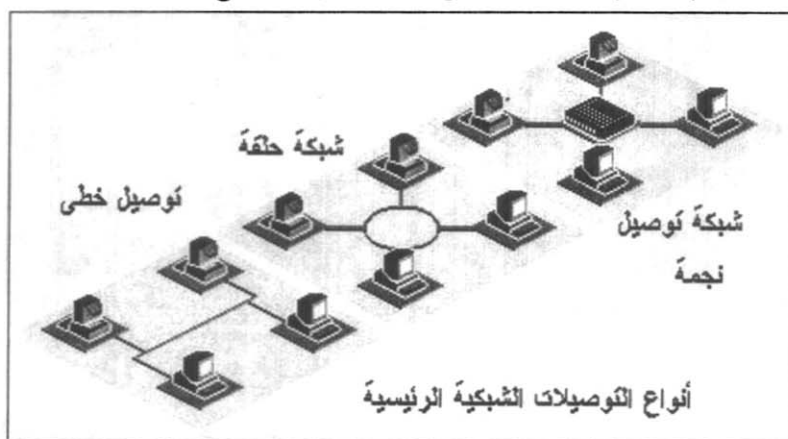 شبكة حلقة
توصيل خطى
شبكة توصيل
نجمة
أنواع التوصيلات الشبكية الرئيسية